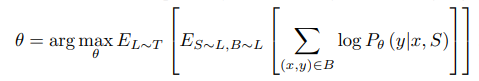 θ = arg max_θ E_{L∼T} [ E_{S∼L,B∼L} [ ∑_{(x,y)∈B} log P_θ (y|x, S) ] ]